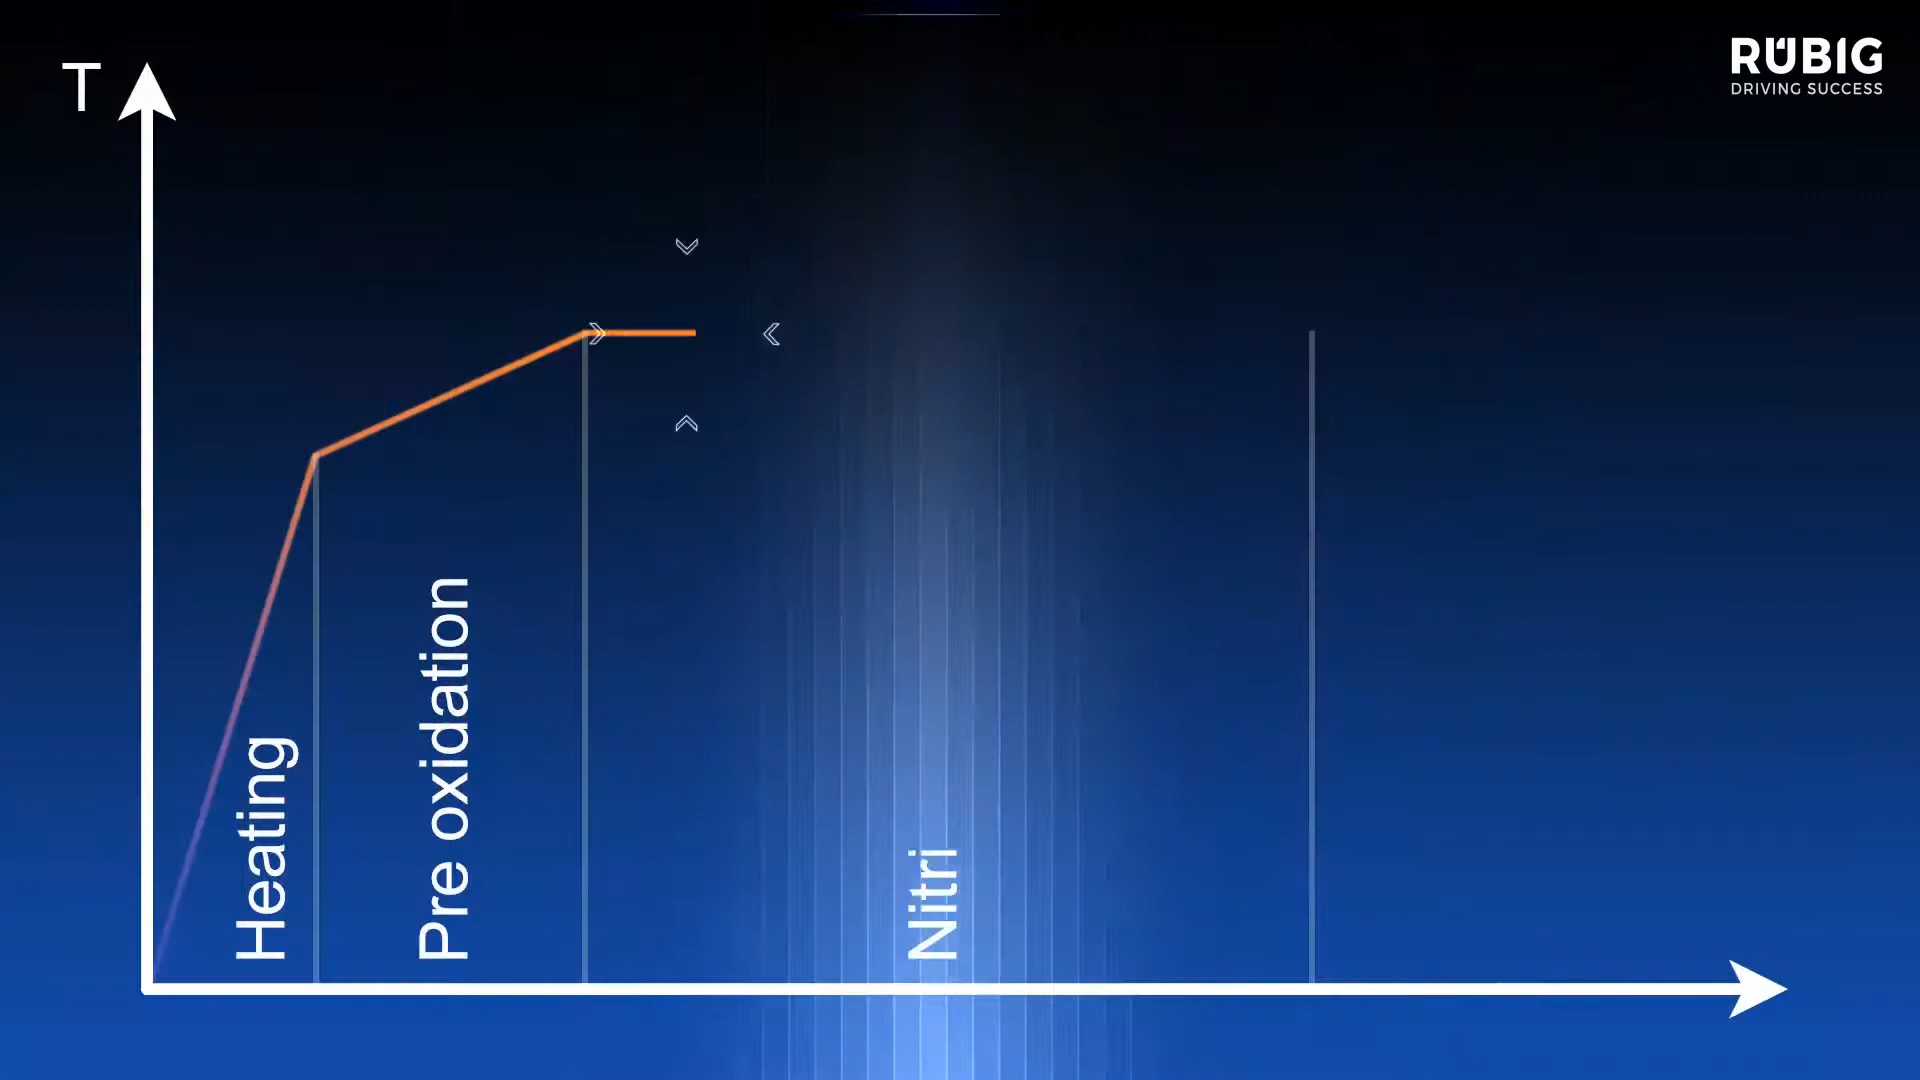 T
RÜBIG
DRIVING SUCCESS
Heating
Pre oxidation
Nitri